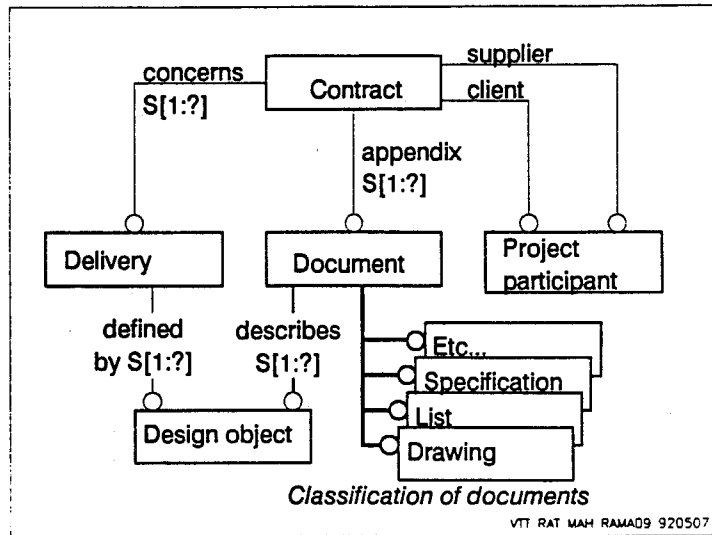 concerns
S[1:?]
Contract
supplier
client
appendix
S[1:?]
Delivery
Document
Project
participant
defined
by S[1:?]
describes
S[1:?]
Etc...
Specification
List
Drawing
Design object
Classification of documents
VTT RAT MAH RAMA09 920507